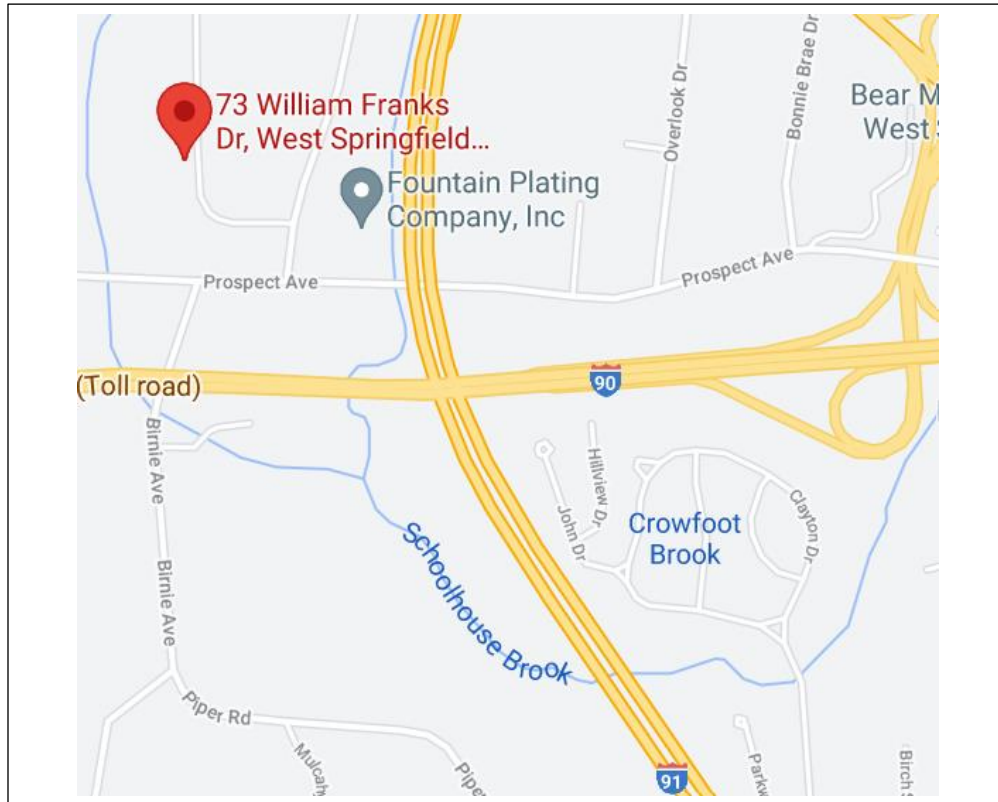 73 William Franks
Dr, West Springfield...
Fountain Plating
Company, Inc
Overlook Dr
Bonnie Brae Dr
Bear M
West
Prospect Ave
Prospect Ave
(Toll road)
90
Birnie Ave
Birnie Ave
Hillview Dr
John Dr
Crowfoot
Brook
Clayton Dr
Schoolhouse Brook
Piper Rd
Mulcahy
Pipe
91
Parkw
Birch S